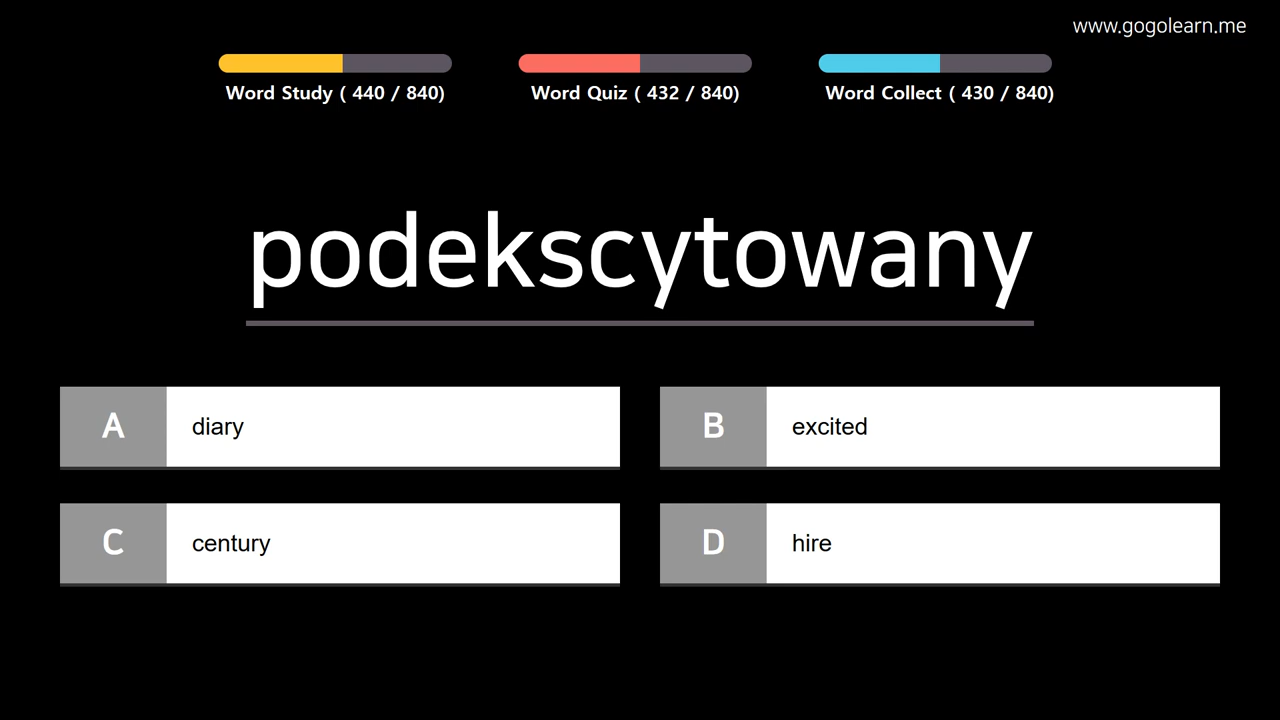 www.gogolearn.me
Word Study ( 440 / 840)
Word Quiz ( 432 / 840)
Word Collect ( 430 / 840)
podekscytowany
A diary
B excited
C century
D hire